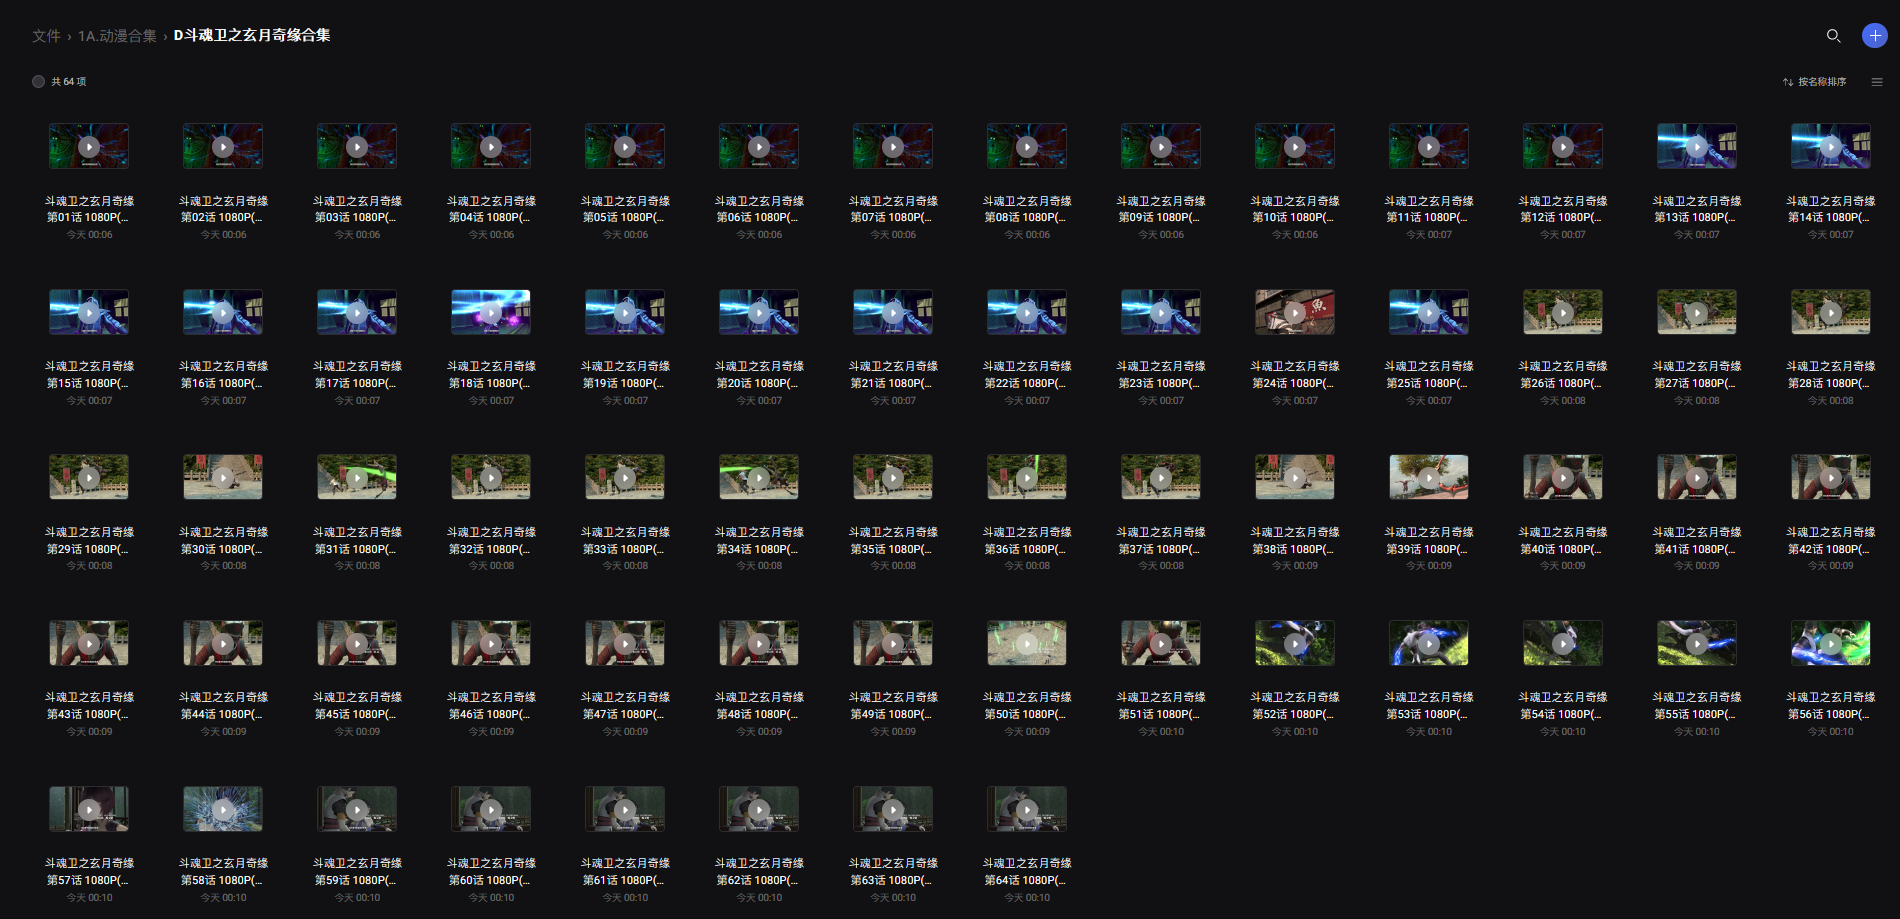 文件 › 1A.动漫合集 › D斗魂卫之玄月奇缘合集
共 64 项
按名称排序
斗魂卫之玄月奇缘 斗魂卫之玄月奇缘 斗魂卫之玄月奇缘 斗魂卫之玄月奇缘 斗魂卫之玄月奇缘 斗魂卫之玄月奇缘 斗魂卫之玄月奇缘 斗魂卫之玄月奇缘 斗魂卫之玄月奇缘 斗魂卫之玄月奇缘 斗魂卫之玄月奇缘 斗魂卫之玄月奇缘 斗魂卫之玄月奇缘 斗魂卫之玄月奇缘
第01话 1080P(... 第02话 1080P(... 第03话 1080P(... 第04话 1080P(... 第05话 1080P(... 第06话 1080P(... 第07话 1080P(... 第08话 1080P(... 第09话 1080P(... 第10话 1080P(... 第11话 1080P(... 第12话 1080P(... 第13话 1080P(... 第14话 1080P(...
今天 00:06 今天 00:06 今天 00:06 今天 00:06 今天 00:06 今天 00:06 今天 00:06 今天 00:06 今天 00:06 今天 00:06 今天 00:07 今天 00:07 今天 00:07 今天 00:07
斗魂卫之玄月奇缘 斗魂卫之玄月奇缘 斗魂卫之玄月奇缘 斗魂卫之玄月奇缘 斗魂卫之玄月奇缘 斗魂卫之玄月奇缘 斗魂卫之玄月奇缘 斗魂卫之玄月奇缘 斗魂卫之玄月奇缘 斗魂卫之玄月奇缘 斗魂卫之玄月奇缘 斗魂卫之玄月奇缘 斗魂卫之玄月奇缘 斗魂卫之玄月奇缘
第15话 1080P(... 第16话 1080P(... 第17话 1080P(... 第18话 1080P(... 第19话 1080P(... 第20话 1080P(... 第21话 1080P(... 第22话 1080P(... 第23话 1080P(... 第24话 1080P(... 第25话 1080P(... 第26话 1080P(... 第27话 1080P(... 第28话 1080P(...
今天 00:07 今天 00:07 今天 00:07 今天 00:07 今天 00:07 今天 00:07 今天 00:07 今天 00:07 今天 00:07 今天 00:07 今天 00:07 今天 00:08 今天 00:08 今天 00:08
斗魂卫之玄月奇缘 斗魂卫之玄月奇缘 斗魂卫之玄月奇缘 斗魂卫之玄月奇缘 斗魂卫之玄月奇缘 斗魂卫之玄月奇缘 斗魂卫之玄月奇缘 斗魂卫之玄月奇缘 斗魂卫之玄月奇缘 斗魂卫之玄月奇缘 斗魂卫之玄月奇缘 斗魂卫之玄月奇缘 斗魂卫之玄月奇缘 斗魂卫之玄月奇缘
第29话 1080P(... 第30话 1080P(... 第31话 1080P(... 第32话 1080P(... 第33话 1080P(... 第34话 1080P(... 第35话 1080P(... 第36话 1080P(... 第37话 1080P(... 第38话 1080P(... 第39话 1080P(... 第40话 1080P(... 第41话 1080P(... 第42话 1080P(...
今天 00:08 今天 00:08 今天 00:08 今天 00:08 今天 00:08 今天 00:08 今天 00:08 今天 00:08 今天 00:08 今天 00:09 今天 00:09 今天 00:09 今天 00:09 今天 00:09
斗魂卫之玄月奇缘 斗魂卫之玄月奇缘 斗魂卫之玄月奇缘 斗魂卫之玄月奇缘 斗魂卫之玄月奇缘 斗魂卫之玄月奇缘 斗魂卫之玄月奇缘 斗魂卫之玄月奇缘 斗魂卫之玄月奇缘 斗魂卫之玄月奇缘 斗魂卫之玄月奇缘 斗魂卫之玄月奇缘 斗魂卫之玄月奇缘 斗魂卫之玄月奇缘
第43话 1080P(... 第44话 1080P(... 第45话 1080P(... 第46话 1080P(... 第47话 1080P(... 第48话 1080P(... 第49话 1080P(... 第50话 1080P(... 第51话 1080P(... 第52话 1080P(... 第53话 1080P(... 第54话 1080P(... 第55话 1080P(... 第56话 1080P(...
今天 00:09 今天 00:09 今天 00:09 今天 00:09 今天 00:09 今天 00:09 今天 00:09 今天 00:09 今天 00:10 今天 00:10 今天 00:10 今天 00:10 今天 00:10 今天 00:10
斗魂卫之玄月奇缘 斗魂卫之玄月奇缘 斗魂卫之玄月奇缘 斗魂卫之玄月奇缘 斗魂卫之玄月奇缘 斗魂卫之玄月奇缘 斗魂卫之玄月奇缘 斗魂卫之玄月奇缘
第57话 1080P(... 第58话 1080P(... 第59话 1080P(... 第60话 1080P(... 第61话 1080P(... 第62话 1080P(... 第63话 1080P(... 第64话 1080P(...
今天 00:10 今天 00:10 今天 00:10 今天 00:10 今天 00:10 今天 00:10 今天 00:10 今天 00:10